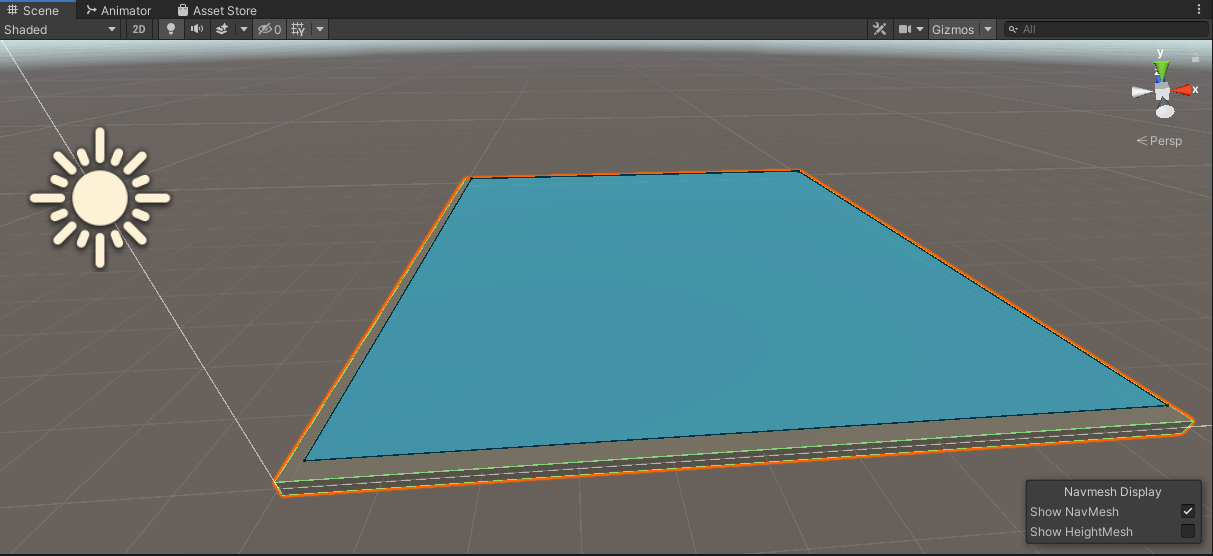 Scene Animator Asset Store
Shaded 2D 0 Gizmos All
y
z
x
Persp
Navmesh Display
Show NavMesh
Show HeightMesh